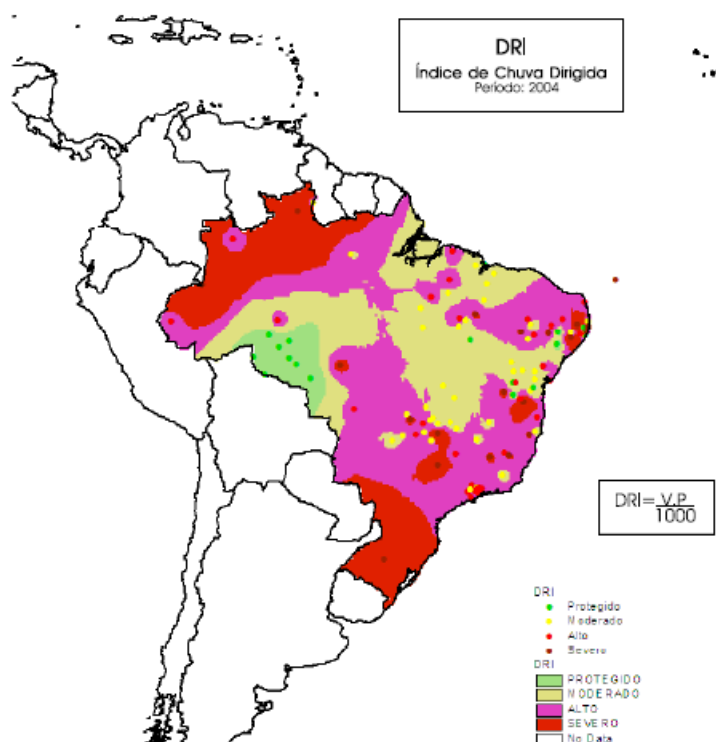 DRI
Índice de Chuva Dirigida
Período: 2004
DRI=V.P
1000
DRI
Protegido
Moderado
Alto
Severo
DRI
PROTEGIDO
MODERADO
ALTO
SEVERO
No Data